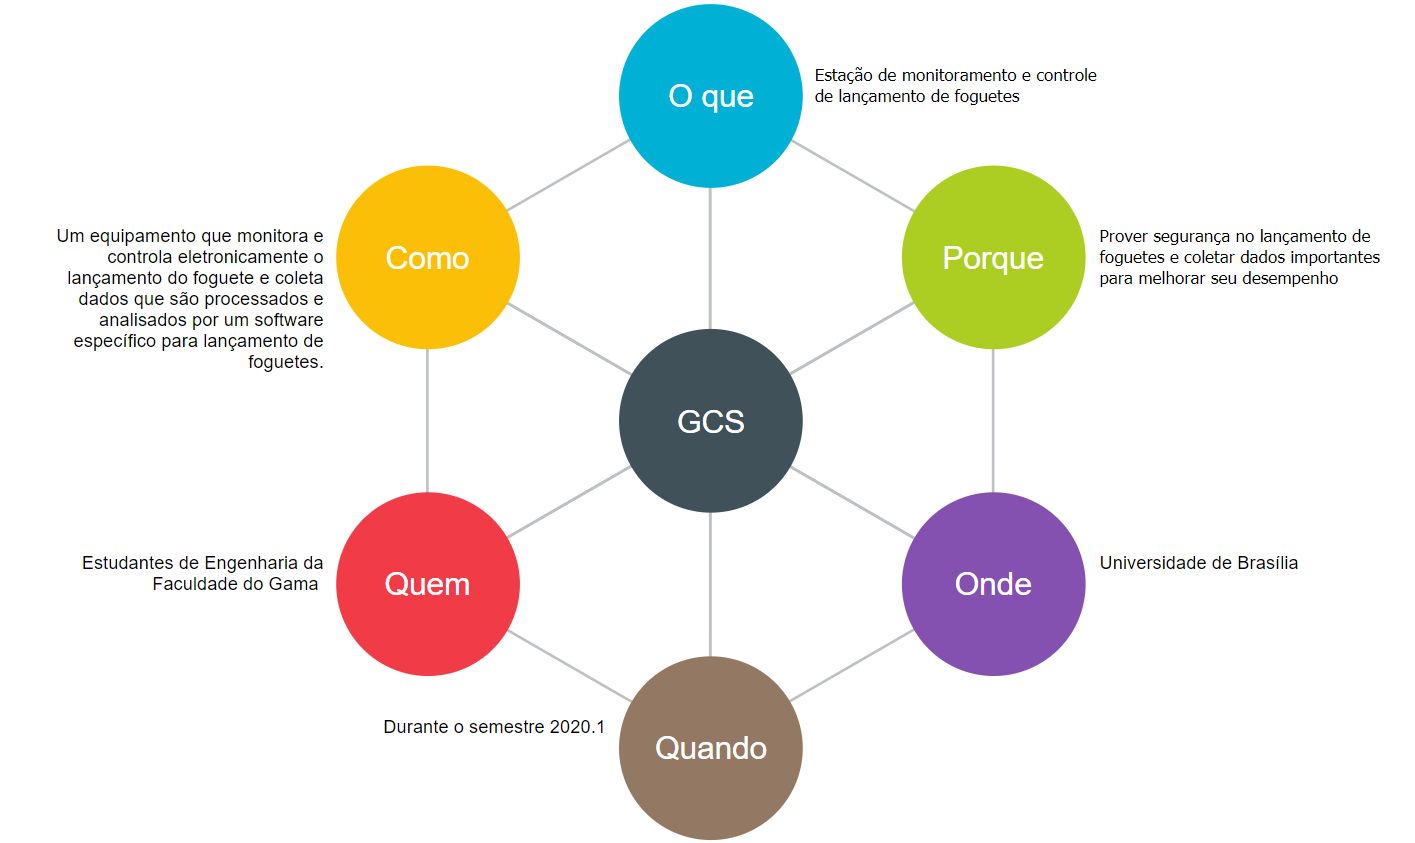 O que
Estação de monitoramento e controle
de lançamento de foguetes
Como
Um equipamento que monitora e
controla eletronicamente o
lançamento do foguete e coleta
dados que são processados e
analisados por um software
específico para lançamento de
foguetes.
Porque
Prover segurança no lançamento de
foguetes e coletar dados importantes
para melhorar seu desempenho
GCS
Quem
Estudantes de Engenharia da
Faculdade do Gama
Onde
Universidade de Brasília
Quando
Durante o semestre 2020.1